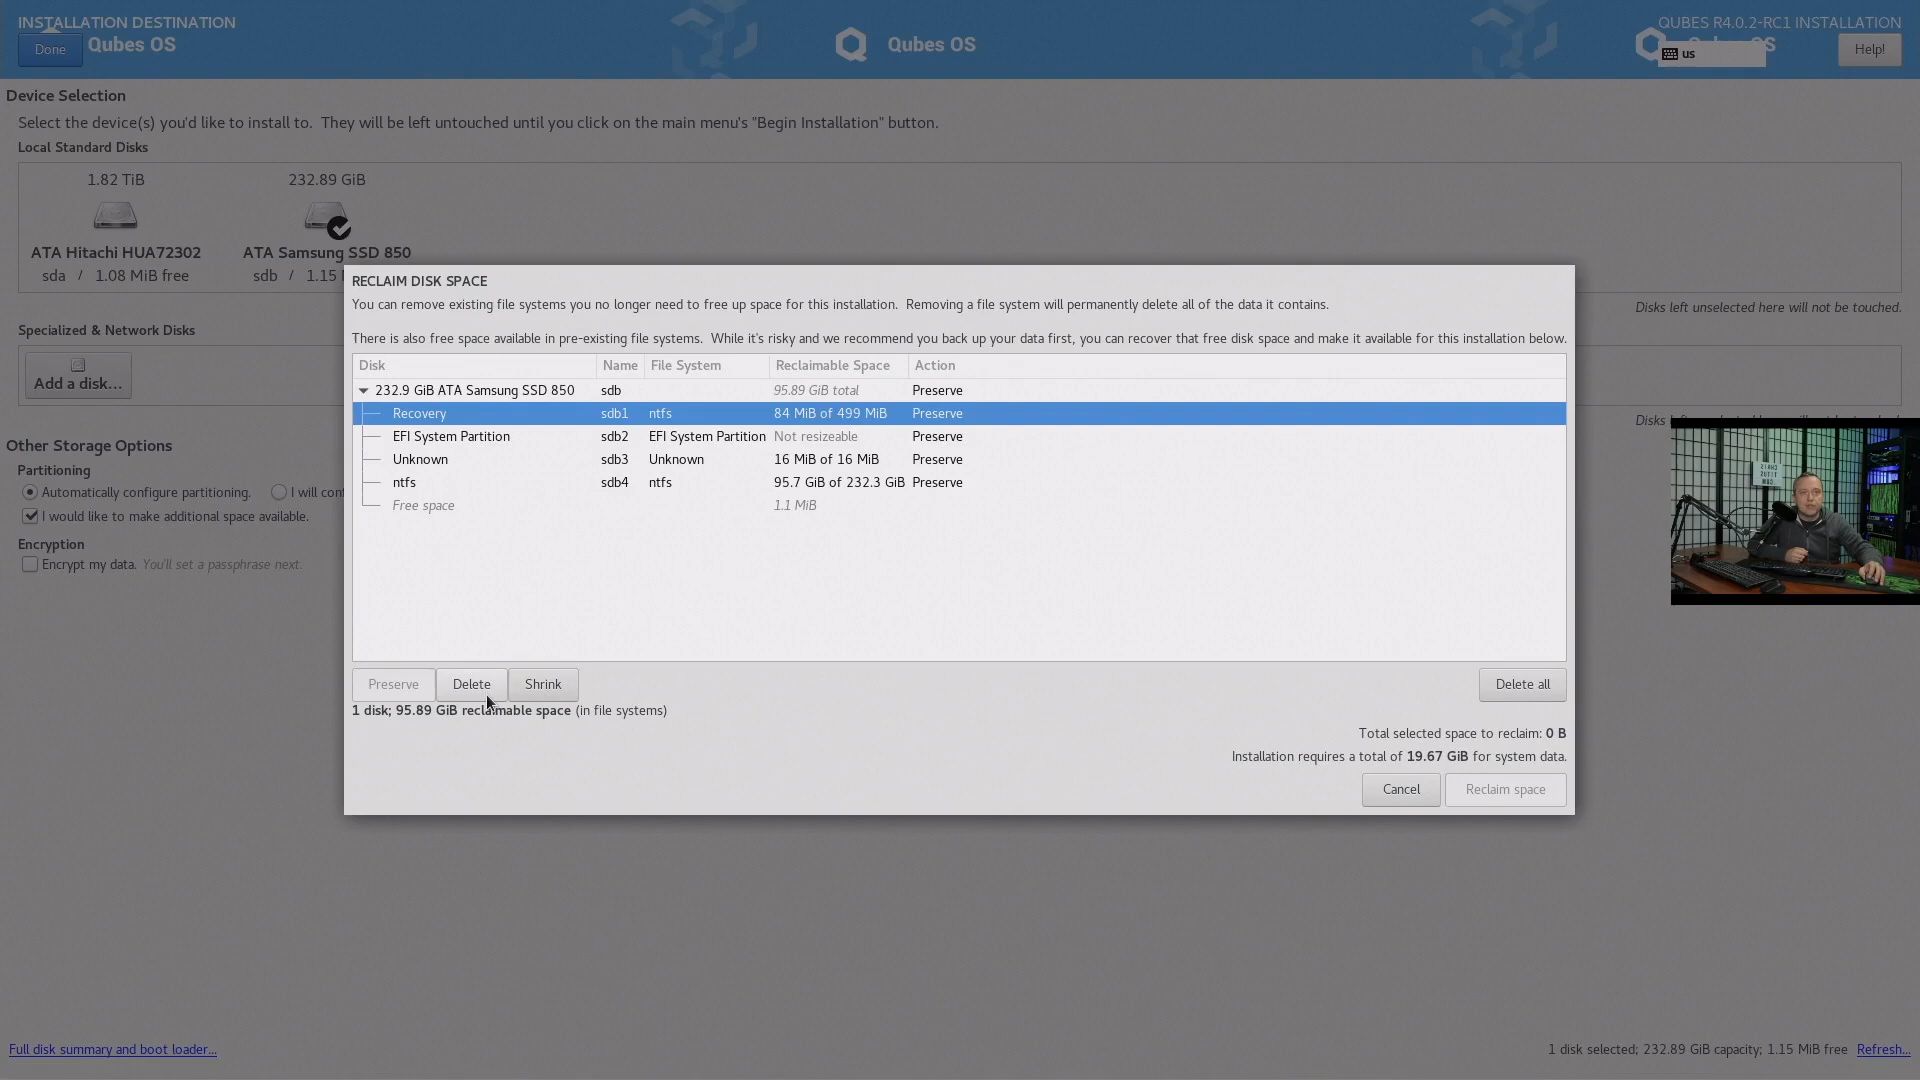 INSTALLATION DESTINATION
QUBES R4.0.2-RC1 INSTALLATION
Done
Qubes OS
Qubes OS
us
Help!
Device Selection
Select the device(s) you'd like to install to.  They will be left untouched until you click on the main menu's "Begin Installation" button.
Local Standard Disks
1.82 TiB
232.89 GiB
ATA Hitachi HUA72302
ATA Samsung SSD 850
sda / 1.08 MiB free
sdb / 1.15
Disks left unselected here will not be touched.
Specialized & Network Disks
Add a disk...
Disks
Other Storage Options
Partitioning
Automatically configure partitioning.
I will
I would like to make additional space available.
Encryption
Encrypt my data. You'll set a passphrase next.
RECLAIM DISK SPACE
You can remove existing file systems you no longer need to free up space for this installation.  Removing a file system will permanently delete all of the data it contains.
There is also free space available in pre-existing file systems.  While it's risky and we recommend you back up your data first, you can recover that free disk space and make it available for this installation below.
Disk Name File System Reclaimable Space Action
232.9 GiB ATA Samsung SSD 850 sdb 95.89 GiB total Preserve
Recovery sdb1 ntfs 84 MiB of 499 MiB Preserve
EFI System Partition sdb2 EFI System Partition Not resizeable Preserve
Unknown sdb3 Unknown 16 MiB of 16 MiB Preserve
ntfs sdb4 ntfs 95.7 GiB of 232.3 GiB Preserve
Free space 1.1 MiB
Preserve
Delete
Shrink
Delete all
1 disk; 95.89 GiB reclaimable space (in file systems)
Total selected space to reclaim: 0 B
Installation requires a total of 19.67 GiB for system data.
Cancel
Reclaim space
Full disk summary and boot loader...
1 disk selected; 232.89 GiB capacity; 1.15 MiB free
Refresh...